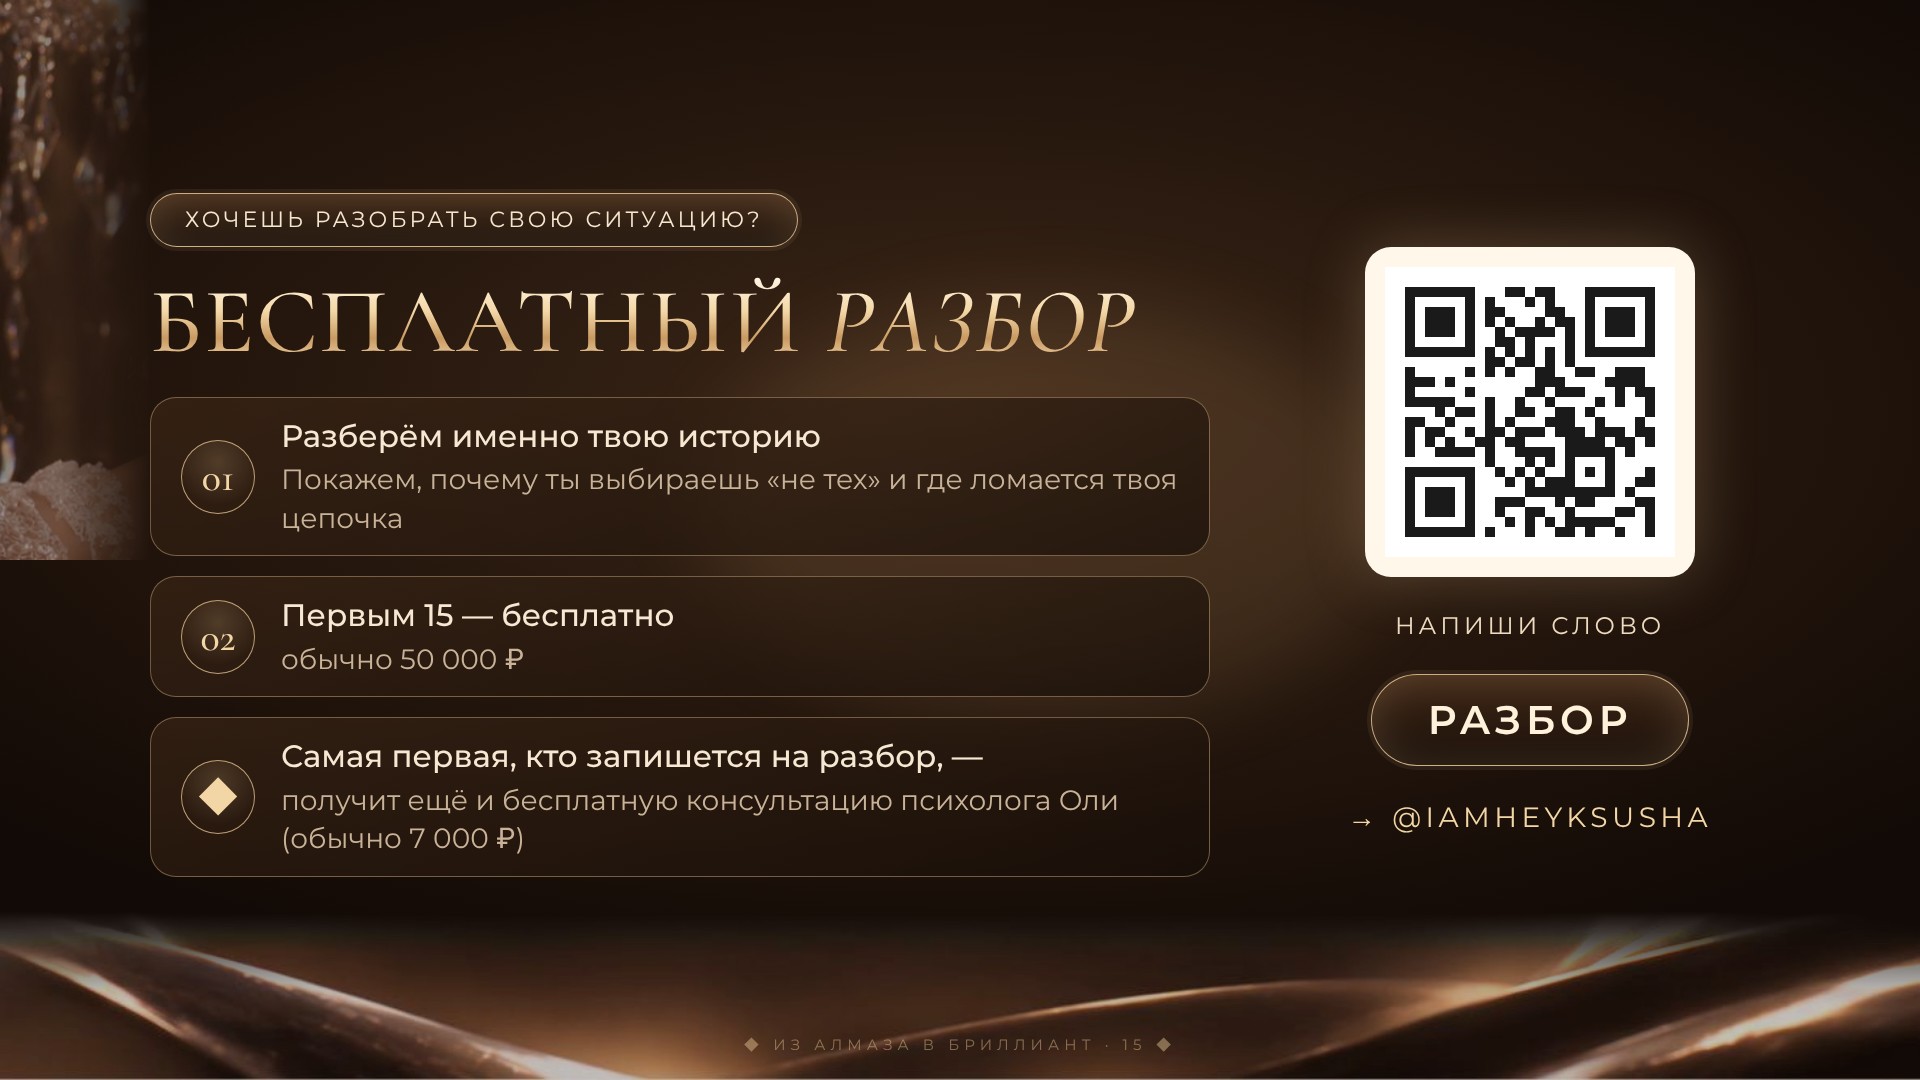 ХОЧЕШЬ РАЗОБРАТЬ СВОЮ СИТУАЦИЮ?
БЕСПЛАТНЫЙ РАЗБОР
01
Разберём именно твою историю
Покажем, почему ты выбираешь «не тех» и где ломается твоя
цепочка
02
Первым 15 — бесплатно
обычно 50 000 ₽
Самая первая, кто запишется на разбор, —
получит ещё и бесплатную консультацию психолога Оли
(обычно 7 000 ₽)
НАПИШИ СЛОВО
РАЗБОР
→ @IAMHEYKSUSHA
◆ ИЗ АЛМАЗА В БРИЛЛИАНТ · 15 ◆